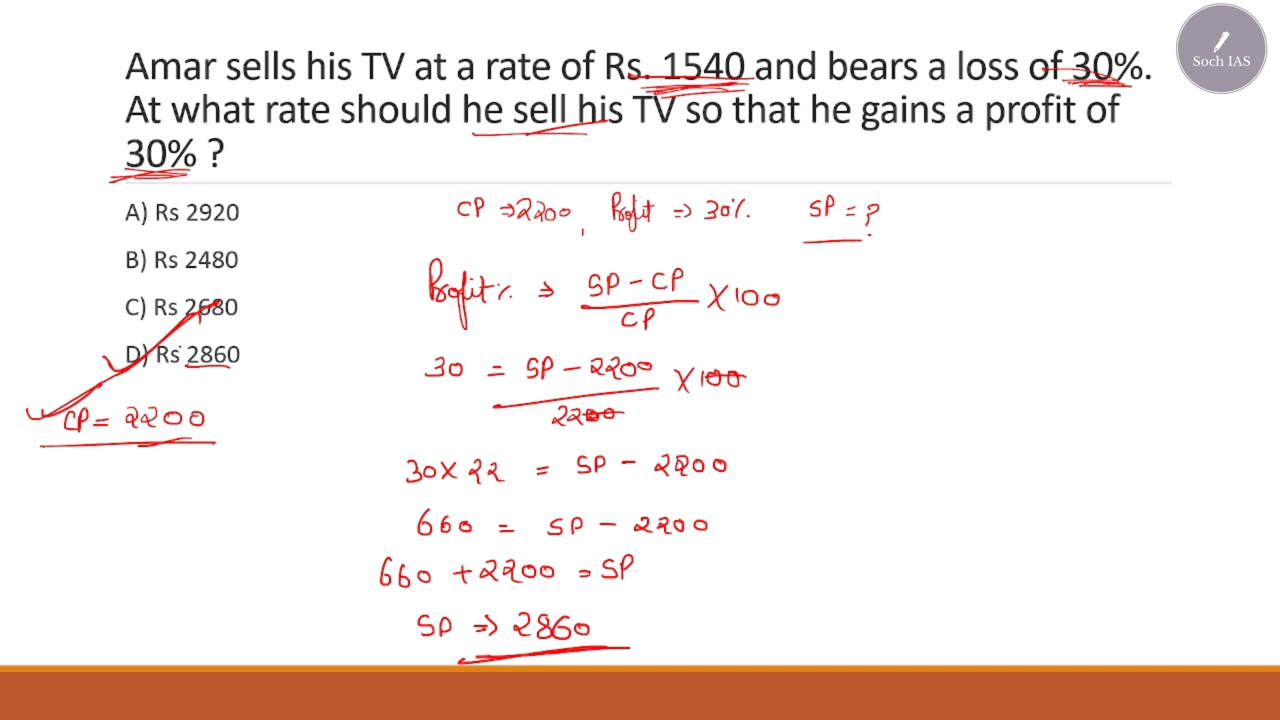 Soch IAS
Amar sells his TV at a rate of Rs. 1540 and bears a loss of 30%.
At what rate should he sell his TV so that he gains a profit of
30% ?
A) Rs 2920
B) Rs 2480
C) Rs 2680
D) Rs 2860
CP = 2200
CP ⇒ 2200, Profit ⇒ 30%. SP = ?
Profit % ⇒ SP - CP / CP × 100
30 = SP - 2200 / 2200 × 100
30 × 22 = SP - 2200
660 = SP - 2200
660 + 2200 = SP
SP ⇒ 2860